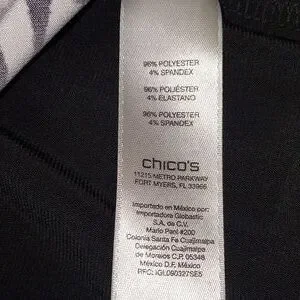 96% POLYESTER
4% SPANDEX
96% POLIÉSTER
4% ELASTANO
96% POLYESTER
4% SPANDEX
chico's
11215 METRO PARKWAY
FORT MYERS, FL 33966
Importado en México por:
Importadora Globastic
S.A. de C.V.
Mario Pani #200
Colonia Santa Fe Cuajimalpa
Delegación Cuajimalpa
de Morelos C.P. 05348
México D.F. México
RFC: IGL090327SE5